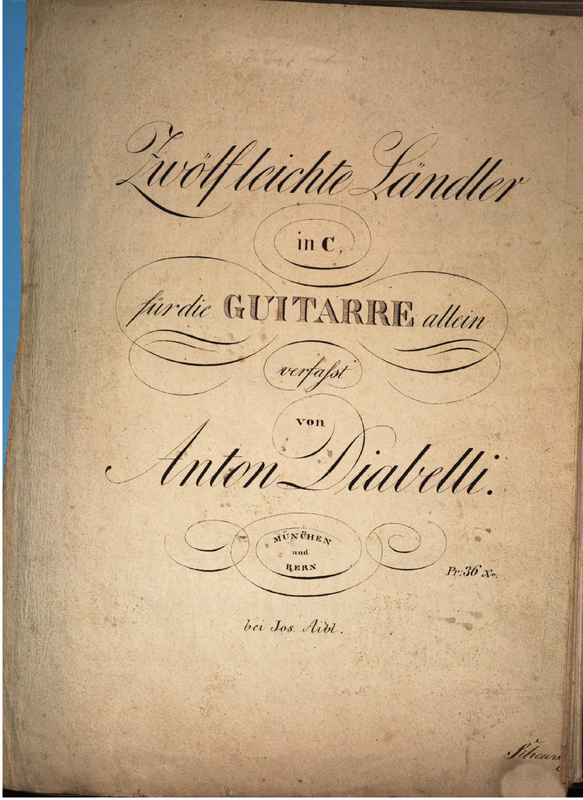 Zwölf leichte Ländler
in C,
für die GUITARRE allein
verfaſst
von
Anton Diabelli.
MÜNCHEN
und
BERN
Pr: 36 Xr.
bei Jos. Aibl.